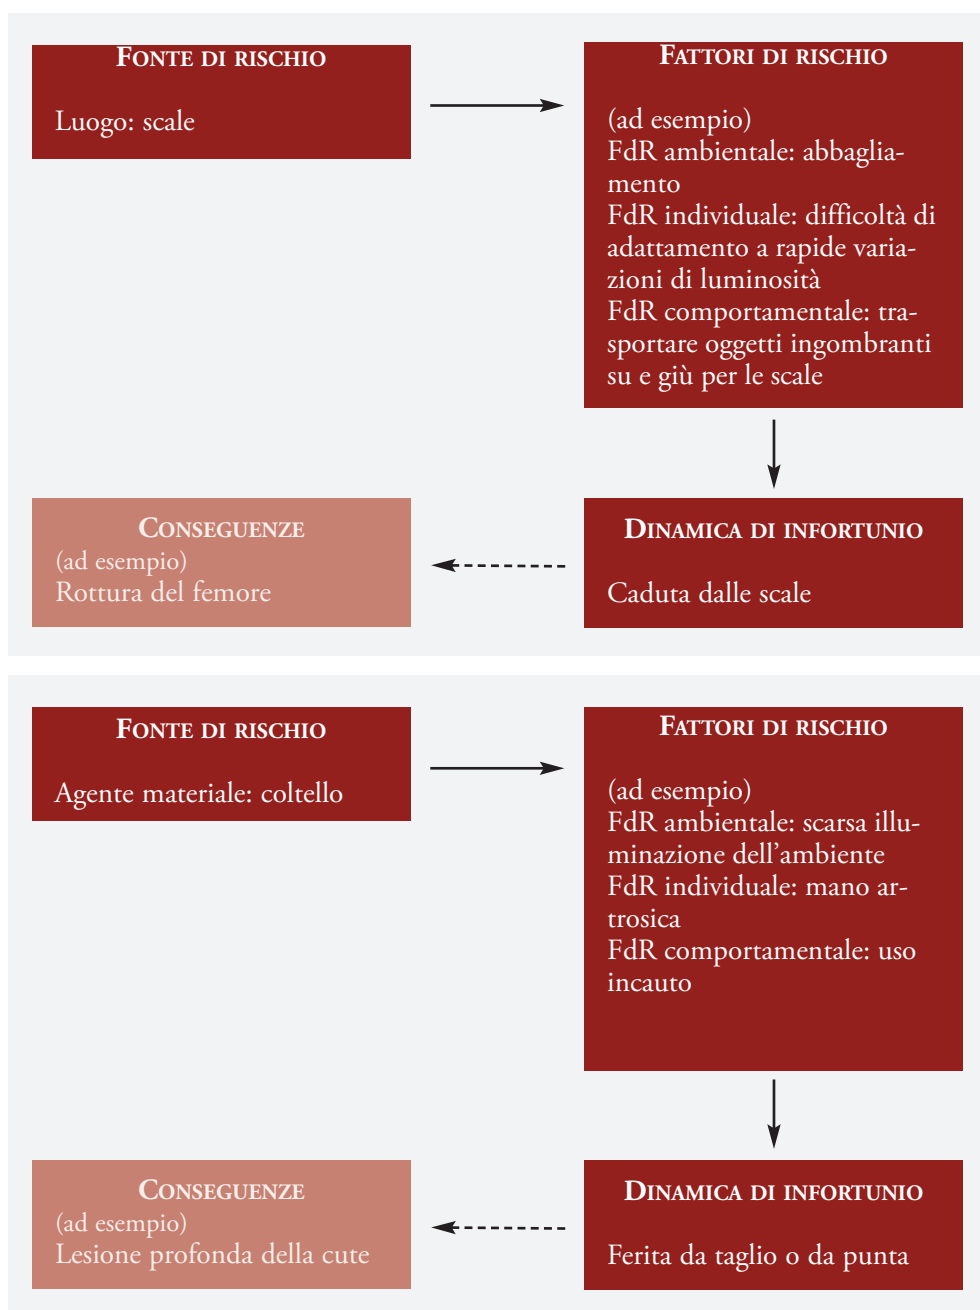 FONTE DI RISCHIO
Luogo: scale
FATTORI DI RISCHIO
(ad esempio)
FdR ambientale: abbaglia-
mento
FdR individuale: difficoltà di
adattamento a rapide varia-
zioni di luminosità
FdR comportamentale: tra-
sportare oggetti ingombranti
su e giù per le scale
CONSEGUENZE
(ad esempio)
Rottura del femore
DINAMICA DI INFORTUNIO
Caduta dalle scale
FONTE DI RISCHIO
Agente materiale: coltello
FATTORI DI RISCHIO
(ad esempio)
FdR ambientale: scarsa illu-
minazione dell’ambiente
FdR individuale: mano ar-
trosica
FdR comportamentale: uso
incauto
CONSEGUENZE
(ad esempio)
Lesione profonda della cute
DINAMICA DI INFORTUNIO
Ferita da taglio o da punta